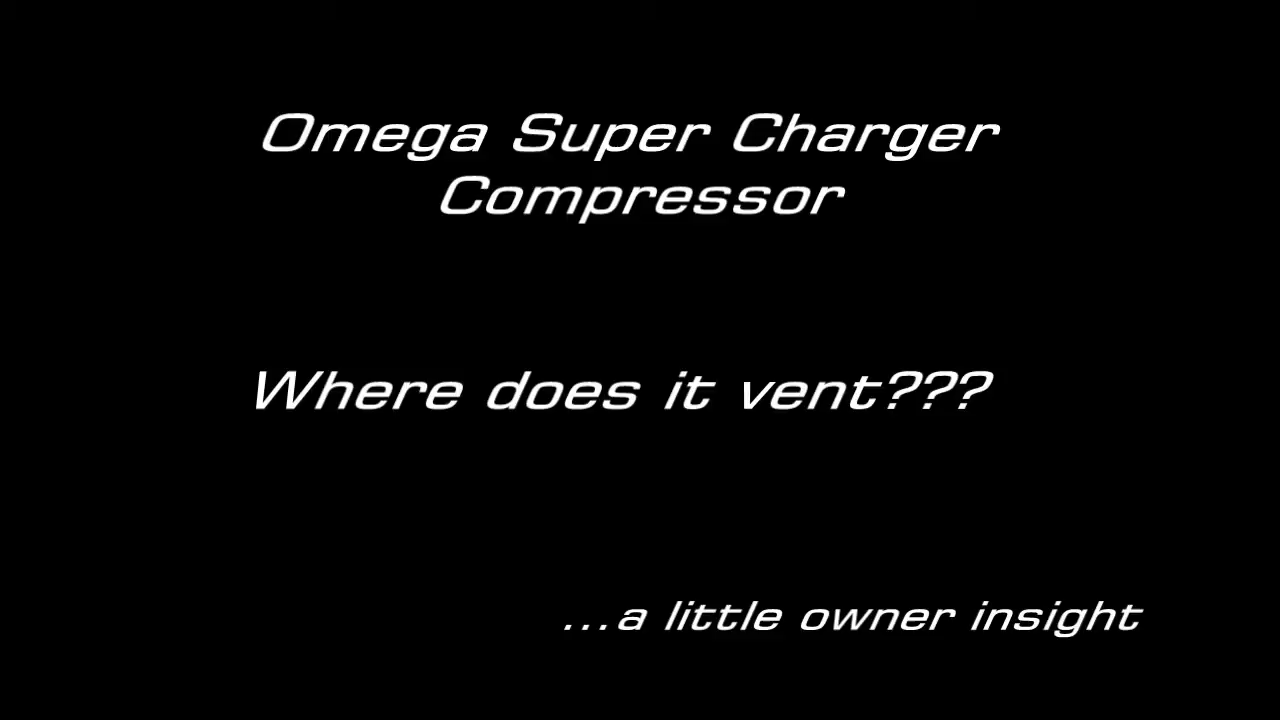 Omega Super Charger
Compressor
Where does it vent???
...a little owner insight